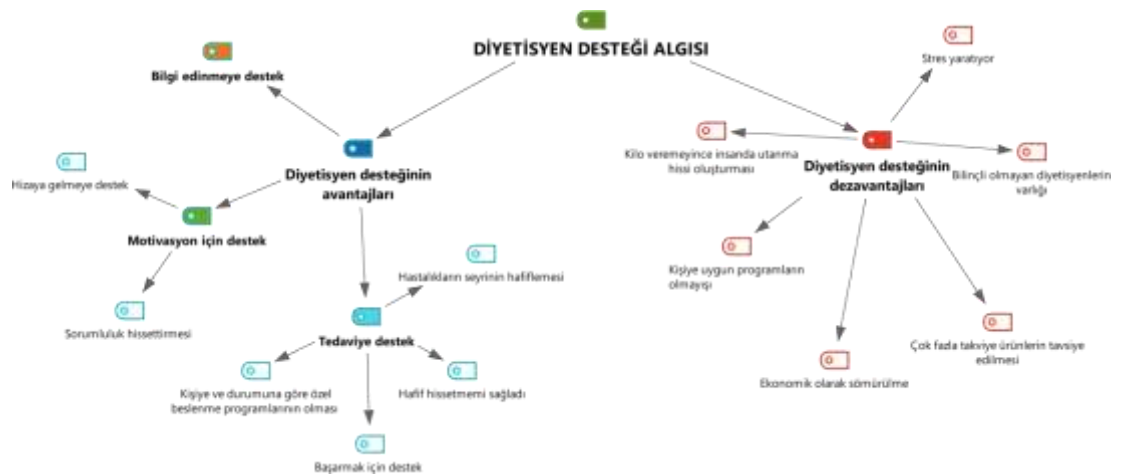 DİYETİSYEN DESTEĞİ ALGISI
Bilgi edinmeye destek
Stres yaratıyor
Diyetisyen desteğinin
avantajları
Kilo veremeyince insanda utanma
hissi oluşturması
Diyetisyen desteğinin
dezavantajları
Bilinçli olmayan diyetisyenlerin
varlığı
Hizaya gelmeye destek
Motivasyon için destek
Kişiye uygun programların
olmayışı
Hastalıkların seyrinin hafiflemesi
Sorumluluk hissettirmesi
Tedaviye destek
Çok fazla takviye ürünlerin tavsiye
edilmesi
Kişiye ve durumuna göre özel
beslenme programlarının olması
Hafif hissetmemi sağladı
Ekonomik olarak sömürülme
Başarmak için destek